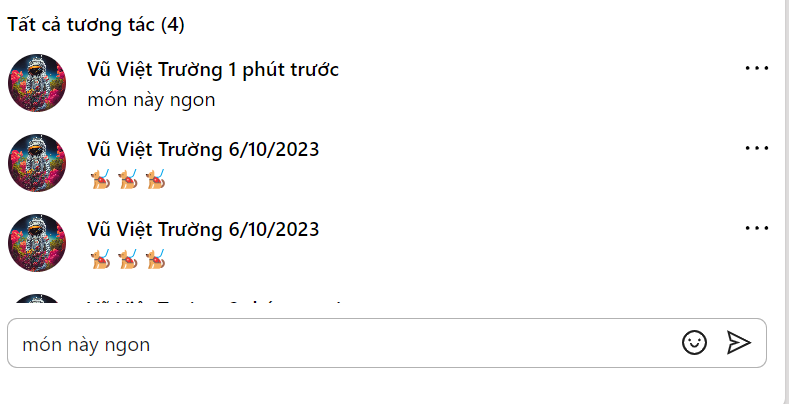 Tất cả tương tác (4)
Vũ Việt Trường 1 phút trước
món này ngon
Vũ Việt Trường 6/10/2023
🐕‍🦺🐕‍🦺🐕‍🦺
Vũ Việt Trường 6/10/2023
🐕‍🦺🐕‍🦺🐕‍🦺
món này ngon